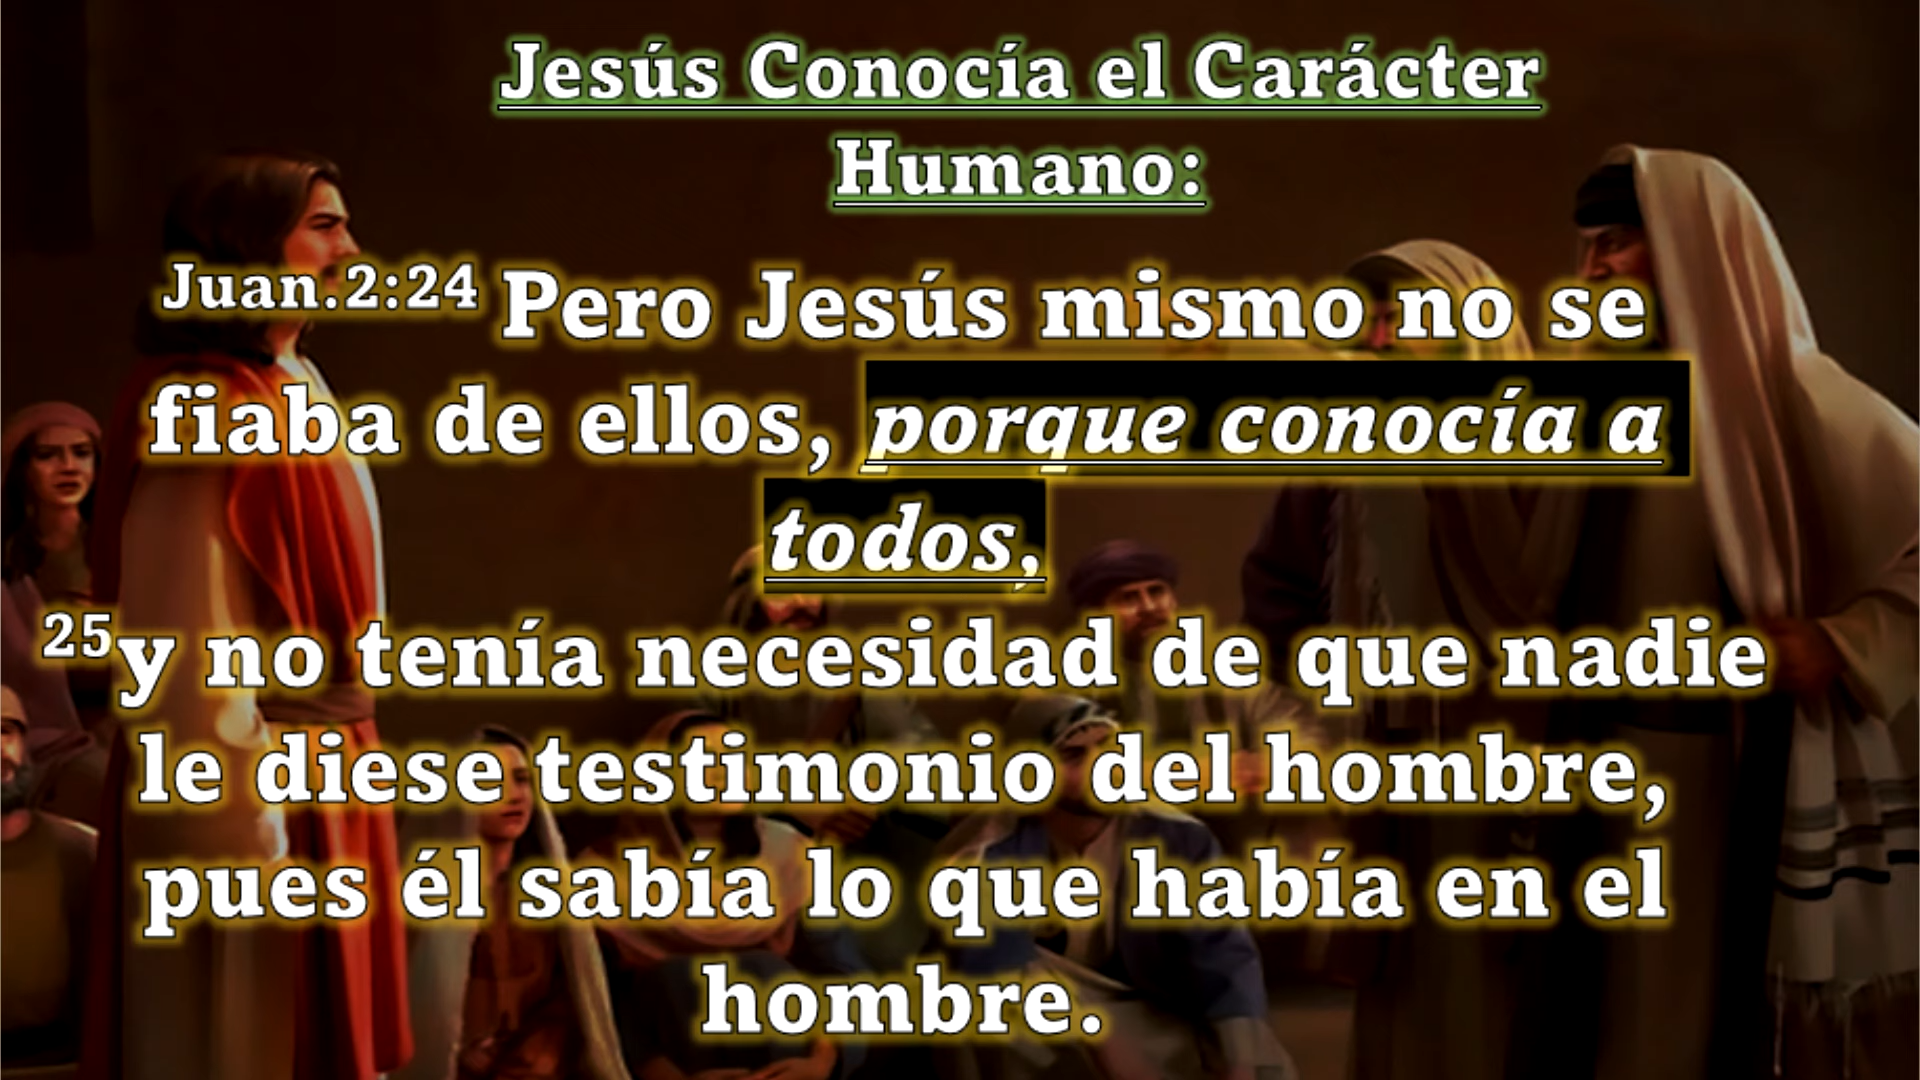 Jesús Conocía el Carácter
Humano:
Juan.2:24 Pero Jesús mismo no se
fiaba de ellos, porque conocía a
todos,
25y no tenía necesidad de que nadie
le diese testimonio del hombre,
pues él sabía lo que había en el
hombre.